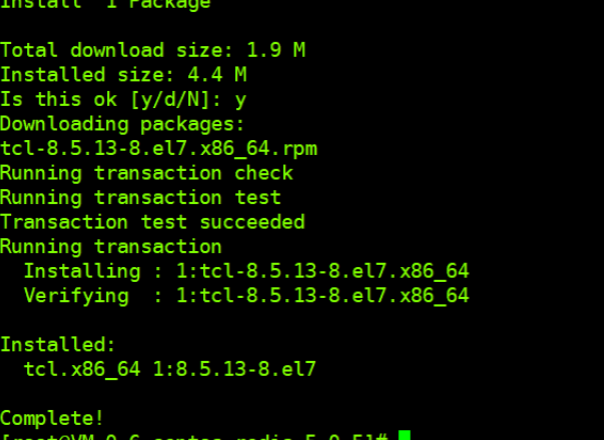 Install  1 Package
Total download size: 1.9 M
Installed size: 4.4 M
Is this ok [y/d/N]: y
Downloading packages:
tcl-8.5.13-8.el7.x86_64.rpm
Running transaction check
Running transaction test
Transaction test succeeded
Running transaction
  Installing : 1:tcl-8.5.13-8.el7.x86_64
  Verifying  : 1:tcl-8.5.13-8.el7.x86_64
Installed:
  tcl.x86_64 1:8.5.13-8.el7
Complete!
[root@VM-0-6-centos redis-5.0.5]#